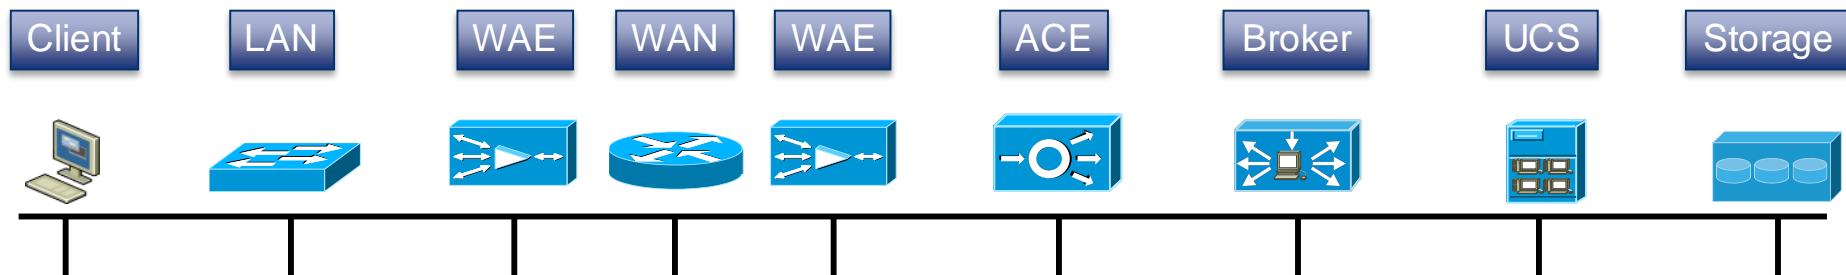 Client
LAN
WAE
WAN
WAE
ACE
Broker
UCS
Storage